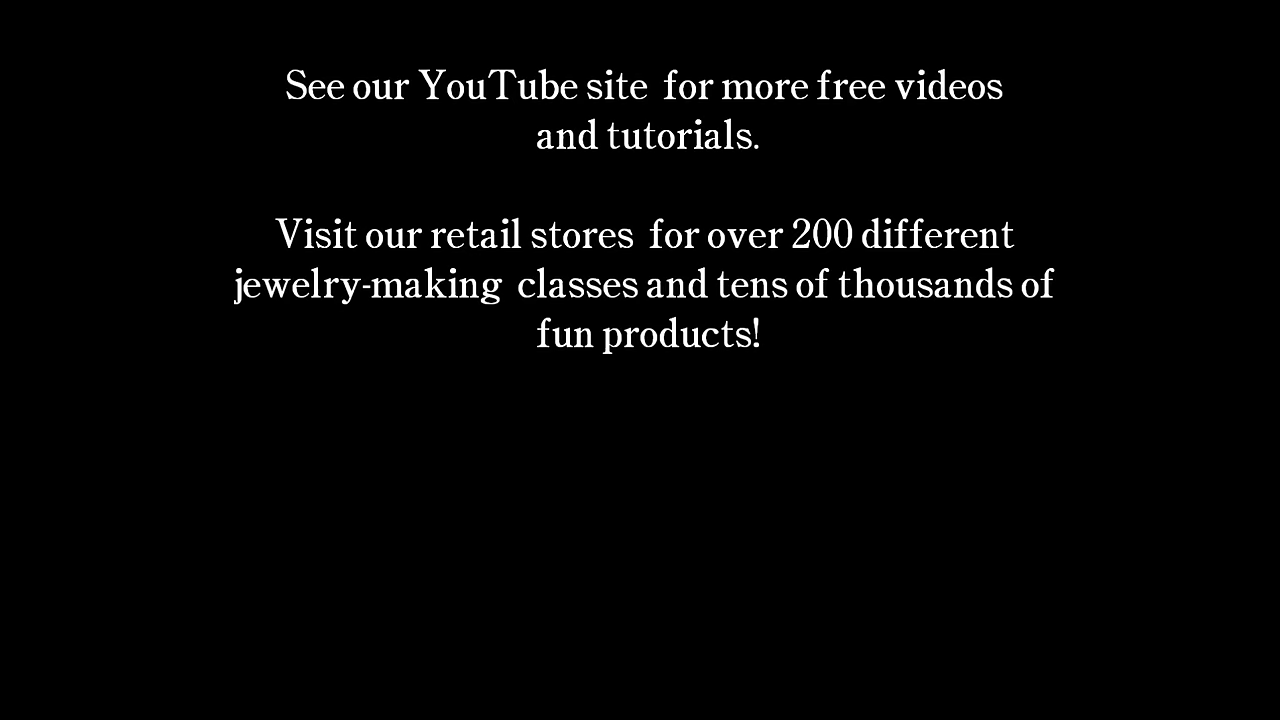 See our YouTube site for more free videos
and tutorials.
Visit our retail stores for over 200 different
jewelry-making classes and tens of thousands of
fun products!